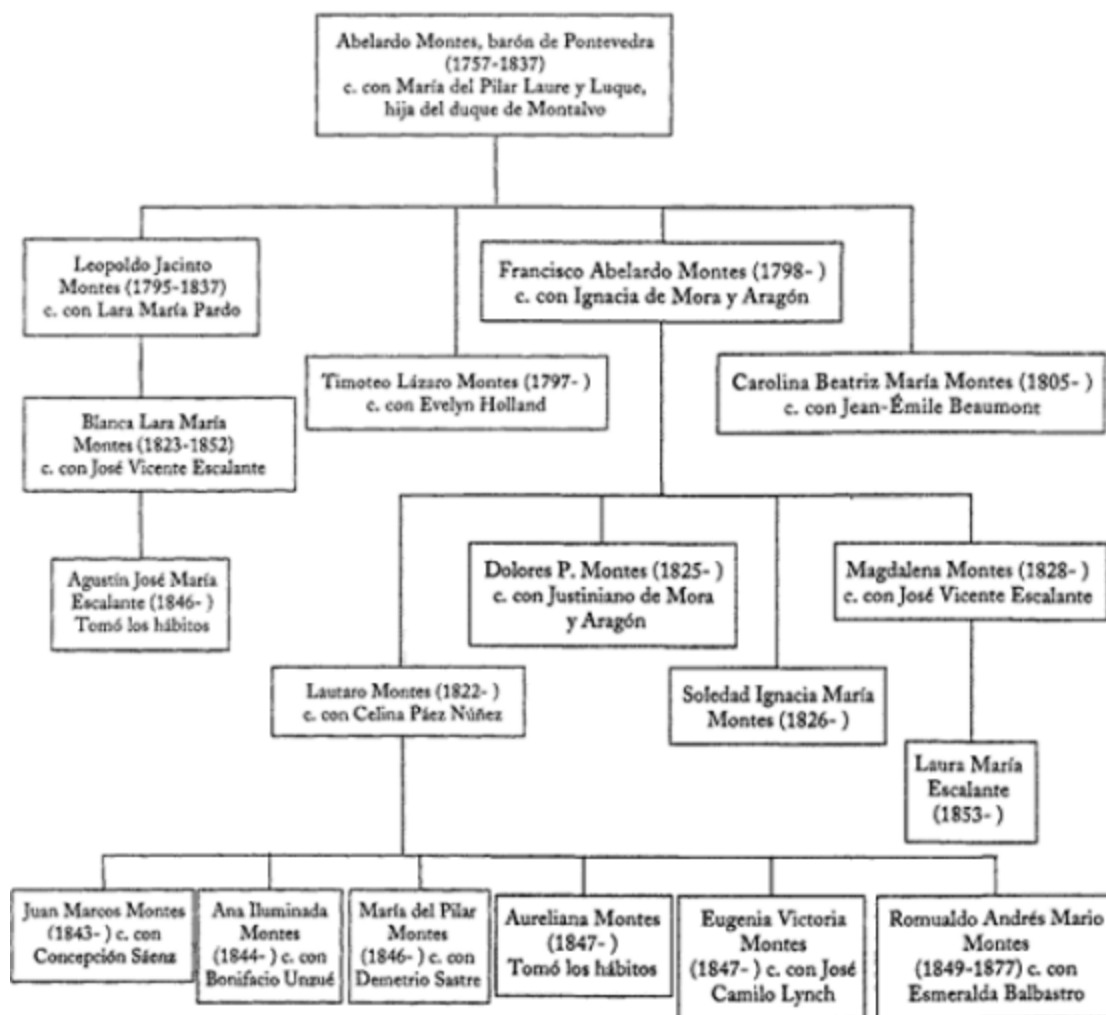 Abelardo Montes, barón de Pontevedra
(1757-1837)
c. con María del Pilar Laure y Luque,
hija del duque de Montalvo
Leopoldo Jacinto
Montes (1795-1837)
c. con Lara María Pardo
Francisco Abelardo Montes (1798- )
c. con Ignacia de Mora y Aragón
Timoteo Lázaro Montes (1797- )
c. con Evelyn Holland
Carolina Beatriz María Montes (1805- )
c. con Jean-Émile Beaumont
Blanca Lara María
Montes (1823-1852)
c. con José Vicente Escalante
Agustín José María
Escalante (1846- )
Tomó los hábitos
Dolores P. Montes (1825- )
c. con Justiniano de Mora
y Aragón
Magdalena Montes (1828- )
c. con José Vicente Escalante
Lautaro Montes (1822- )
c. con Celina Páez Núñez
Soledad Ignacia María
Montes (1826- )
Laura María
Escalante
(1853- )
Juan Marcos Montes
(1843- ) c. con
Concepción Sáenz
Ana Iluminada
Montes
(1844- ) c. con
Bonifacio Unzué
María del Pilar
Montes
(1846- ) c. con
Demetrio Sastre
Aureliana Montes
(1847- )
Tomó los hábitos
Eugenia Victoria
Montes
(1847- ) c. con José
Camilo Lynch
Romualdo Andrés Mario
Montes
(1849-1877) c. con
Esmeralda Balbastro